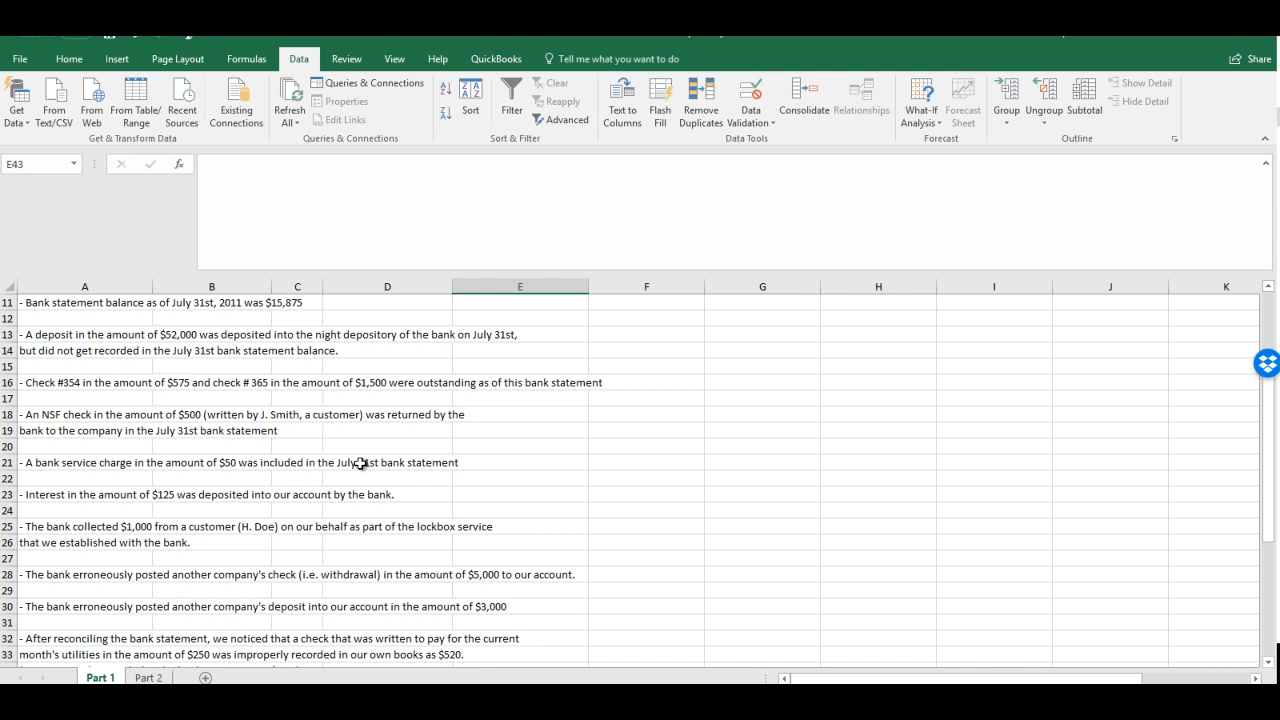 File Home Insert Page Layout Formulas Data Review View Help QuickBooks Tell me what you want to do Share
Get Data From Text/CSV From Web From Table/ Range Recent Sources Existing Connections Refresh All Queries & Connections Properties Edit Links Sort Filter Clear Reapply Advanced Text to Columns Flash Fill Remove Duplicates Data Validation Consolidate Relationships What-If Analysis Forecast Sheet Group Ungroup Subtotal Show Detail Hide Detail
Get & Transform Data Queries & Connections Sort & Filter Data Tools Forecast Outline
E43 fx
A B C D E F G H I J K
11 - Bank statement balance as of July 31st, 2011 was $15,875
12
13 - A deposit in the amount of $52,000 was deposited into the night depository of the bank on July 31st,
14 but did not get recorded in the July 31st bank statement balance.
15
16 - Check #354 in the amount of $575 and check # 365 in the amount of $1,500 were outstanding as of this bank statement
17
18 - An NSF check in the amount of $500 (written by J. Smith, a customer) was returned by the
19 bank to the company in the July 31st bank statement
20
21 - A bank service charge in the amount of $50 was included in the July 31st bank statement
22
23 - Interest in the amount of $125 was deposited into our account by the bank.
24
25 - The bank collected $1,000 from a customer (H. Doe) on our behalf as part of the lockbox service
26 that we established with the bank.
27
28 - The bank erroneously posted another company's check (i.e. withdrawal) in the amount of $5,000 to our account.
29
30 - The bank erroneously posted another company's deposit into our account in the amount of $3,000
31
32 - After reconciling the bank statement, we noticed that a check that was written to pay for the current
33 month's utilities in the amount of $250 was improperly recorded in our own books as $520.
Part 1 Part 2